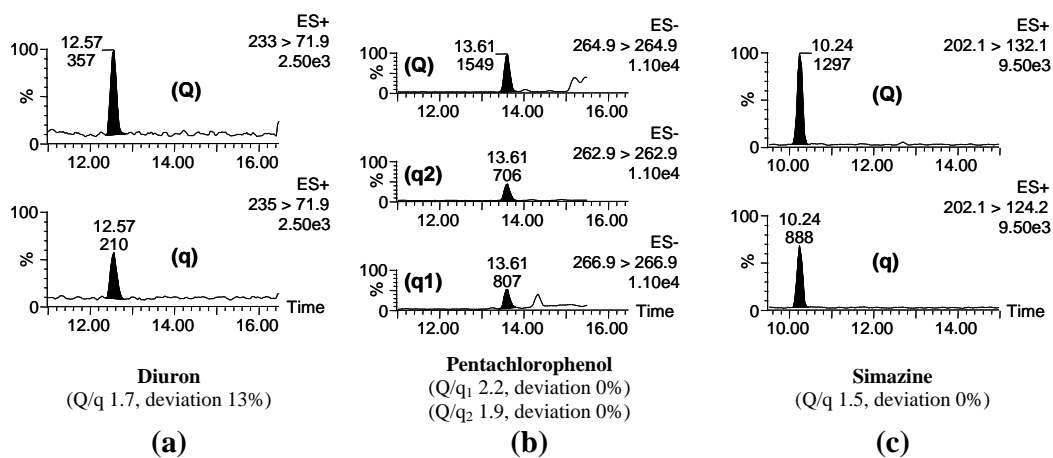 ES+
233 > 71.9
2.50e3
12.57
357
100
%
0
(Q)
12.00 14.00 16.00
ES+
235 > 71.9
2.50e3
12.57
210
100
%
0
(q)
Time
12.00 14.00 16.00
Diuron
(Q/q 1.7, deviation 13%)
(a)
ES-
264.9 > 264.9
1.10e4
13.61
1549
100
%
0
(Q)
12.00 14.00 16.00
ES-
262.9 > 262.9
1.10e4
13.61
706
100
%
0
(q2)
12.00 14.00 16.00
ES-
266.9 > 266.9
1.10e4
13.61
807
100
%
0
(q1)
Time
12.00 14.00 16.00
Pentachlorophenol
(Q/q₁ 2.2, deviation 0%)
(Q/q₂ 1.9, deviation 0%)
(b)
ES+
202.1 > 132.1
9.50e3
10.24
1297
100
%
0
(Q)
10.00 12.00 14.00
ES+
202.1 > 124.2
9.50e3
10.24
888
100
%
0
(q)
Time
10.00 12.00 14.00
Simazine
(Q/q 1.5, deviation 0%)
(c)